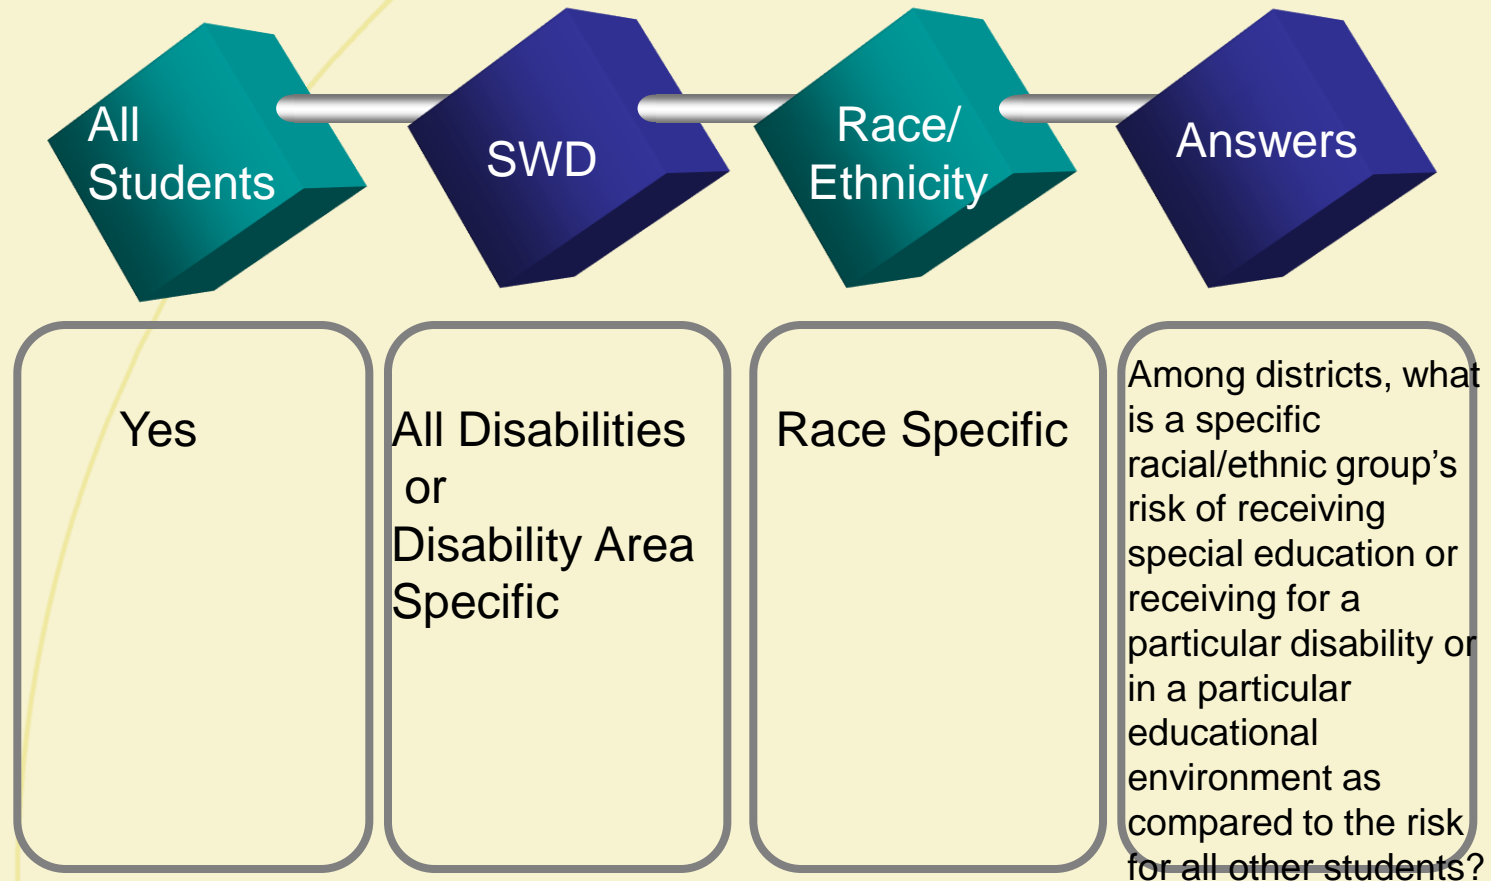 All
Students
SWD
Race/
Ethnicity
Answers
Yes
All Disabilities
or
Disability Area
Specific
Race Specific
Among districts, what
is a specific
racial/ethnic group’s
risk of receiving
special education or
receiving for a
particular disability or
in a particular
educational
environment as
compared to the risk
for all other students?